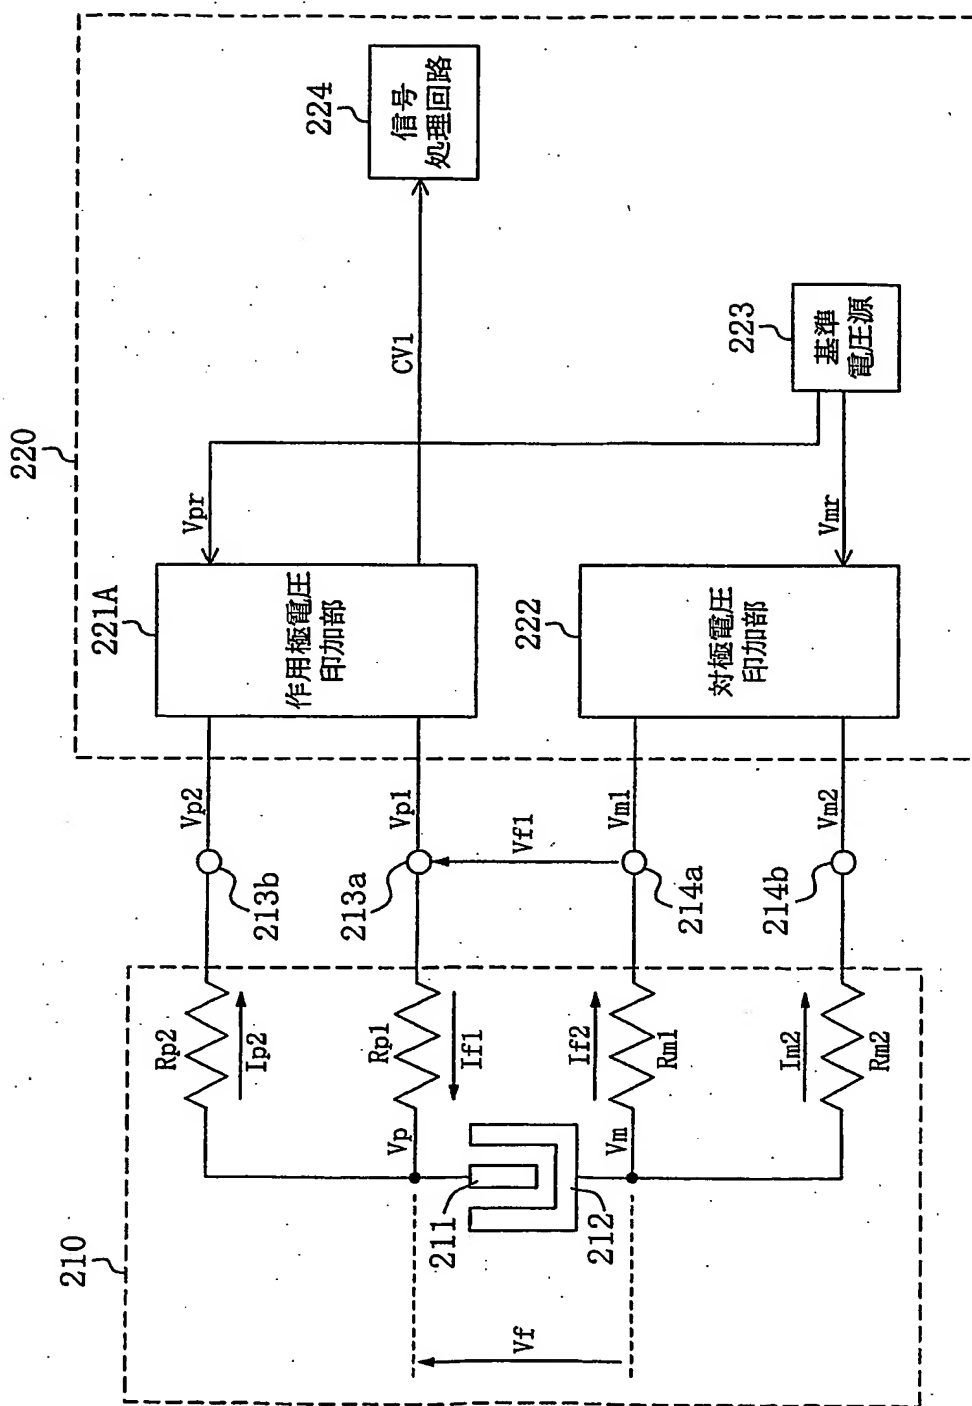 220
224
信号
処理回路
CV1
223
基準
電圧源
Vpr
Vmr
221A
作用極電圧
印加部
222
対極電圧
印加部
Vp2
Vp1
Vm1
Vm2
213b
213a
Vf1
214a
214b
210
Rp2
Ip2
Rp1
If1
If2
Rm1
Im2
Rm2
Vp
Vm
211
212
Vf